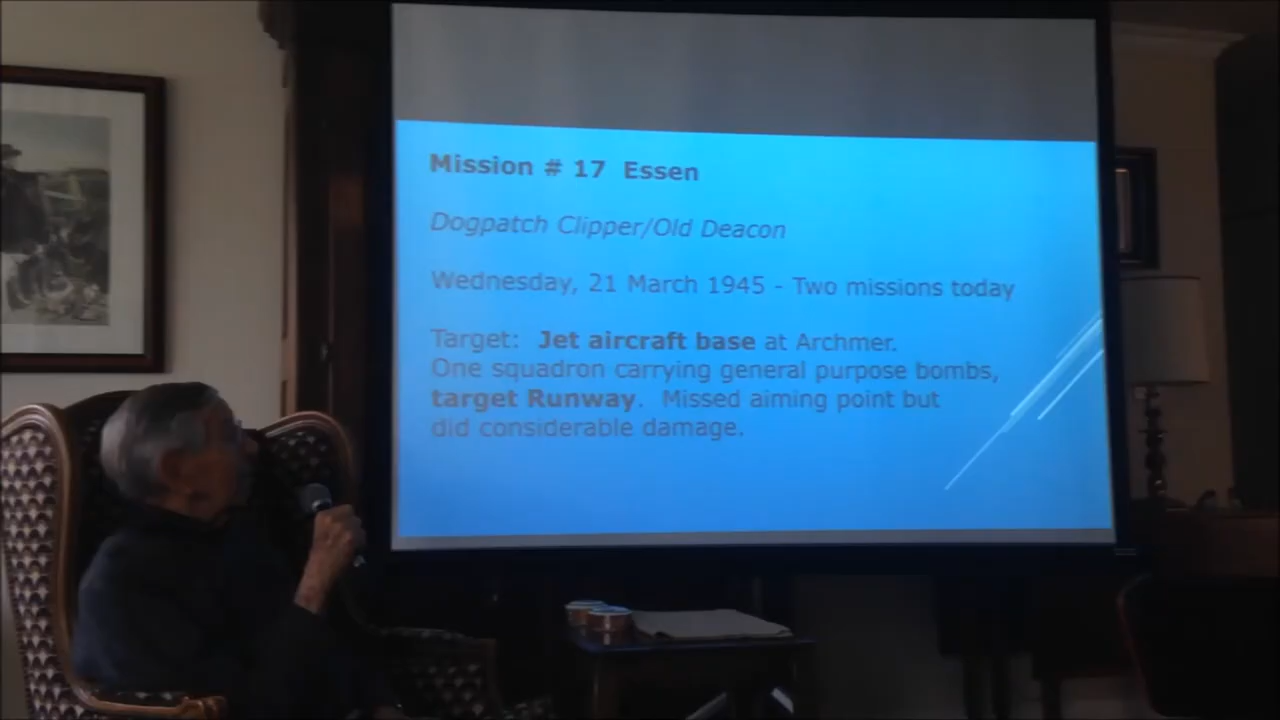 Mission # 17 Essen
Dogpatch Clipper/Old Deacon
Wednesday, 21 March 1945 - Two missions today
Target: Jet aircraft base at Archmer.
One squadron carrying general purpose bombs,
target Runway. Missed aiming point but
did considerable damage.